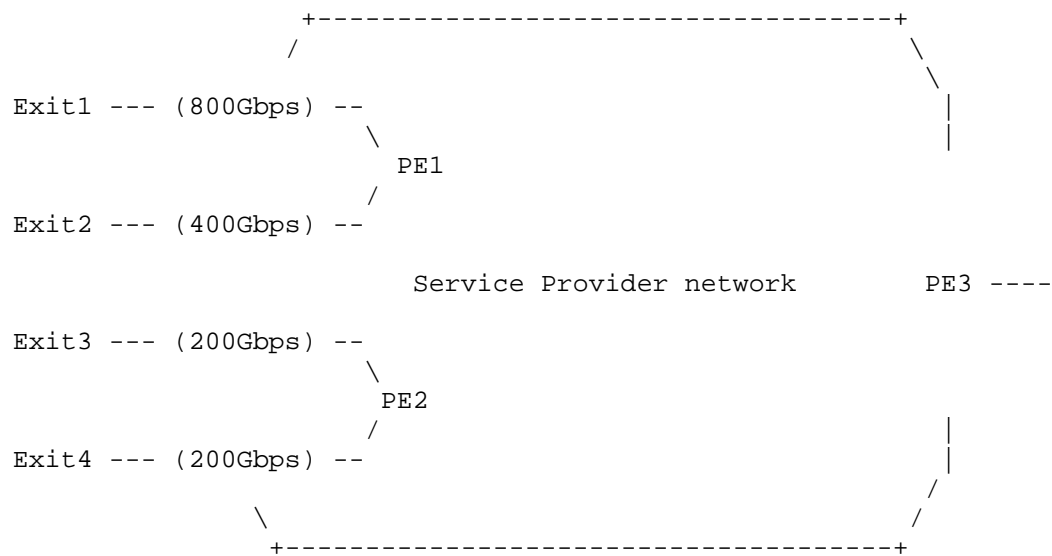 Exit1 --- (800Gbps) --
PE1
Exit2 --- (400Gbps) --
Service Provider network PE3 ----
Exit3 --- (200Gbps) --
PE2
Exit4 --- (200Gbps) --